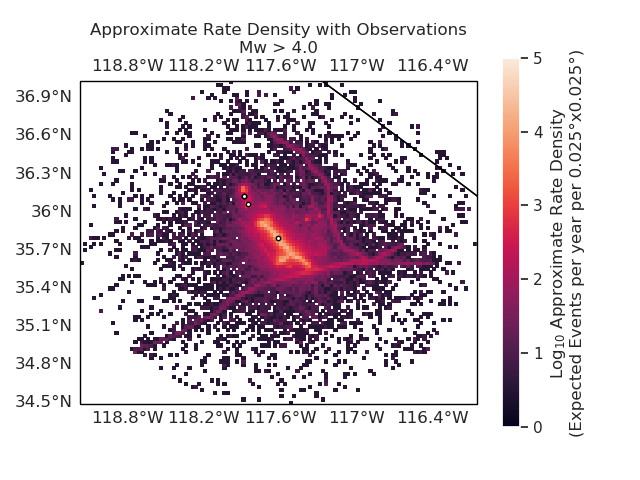 Approximate Rate Density with Observations
Mw > 4.0
118.8°W 118.2°W 117.6°W 117°W 116.4°W
36.9°N
36.6°N
36.3°N
36°N
35.7°N
35.4°N
35.1°N
34.8°N
34.5°N
118.8°W 118.2°W 117.6°W 117°W 116.4°W
5
4
3
2
1
0
Log₁₀ Approximate Rate Density
(Expected Events per year per 0.025°x0.025°)